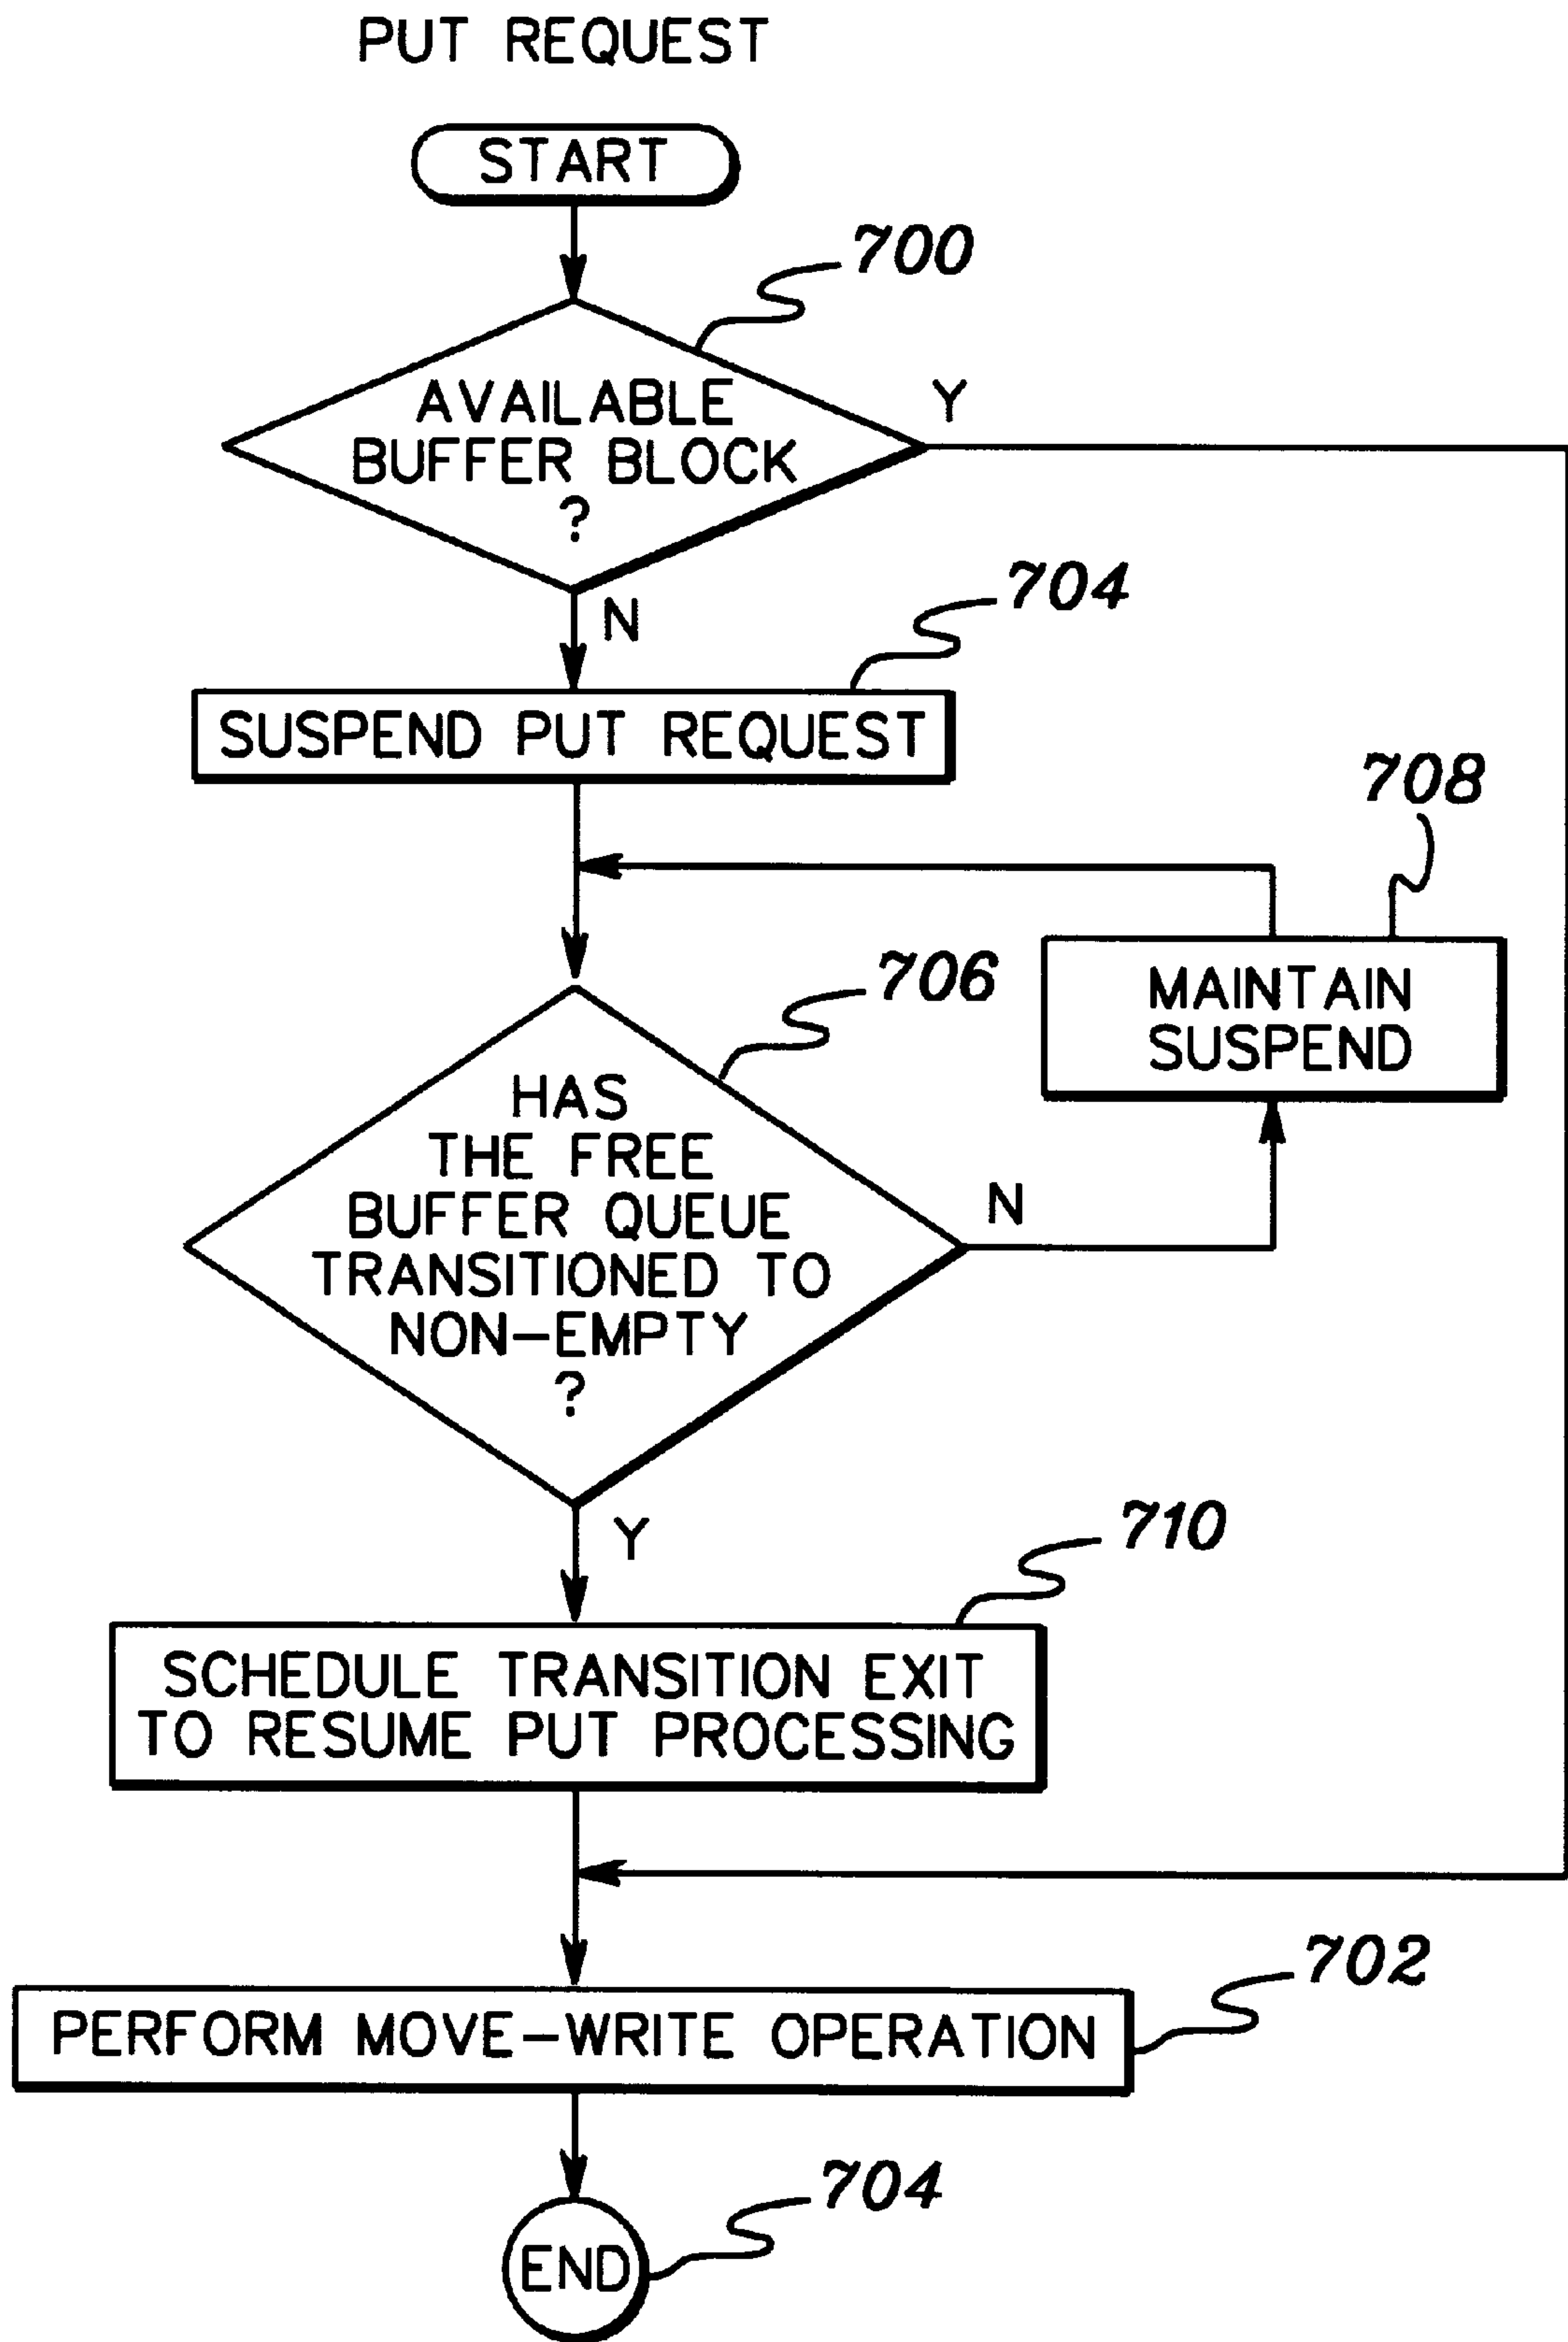 PUT REQUEST
START
700
AVAILABLE
BUFFER BLOCK
?
Y
N
704
SUSPEND PUT REQUEST
708
MAINTAIN
SUSPEND
706
HAS
THE FREE
BUFFER QUEUE
TRANSITIONED TO
NON-EMPTY
?
N
Y
710
SCHEDULE TRANSITION EXIT
TO RESUME PUT PROCESSING
702
PERFORM MOVE-WRITE OPERATION
704
END